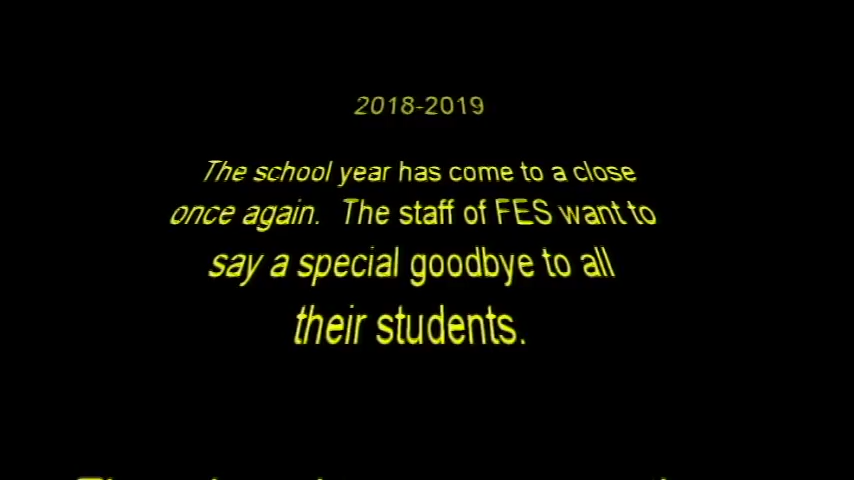 2018-2019
The school year has come to a close
once again. The staff of FES want to
say a special goodbye to all
their students.